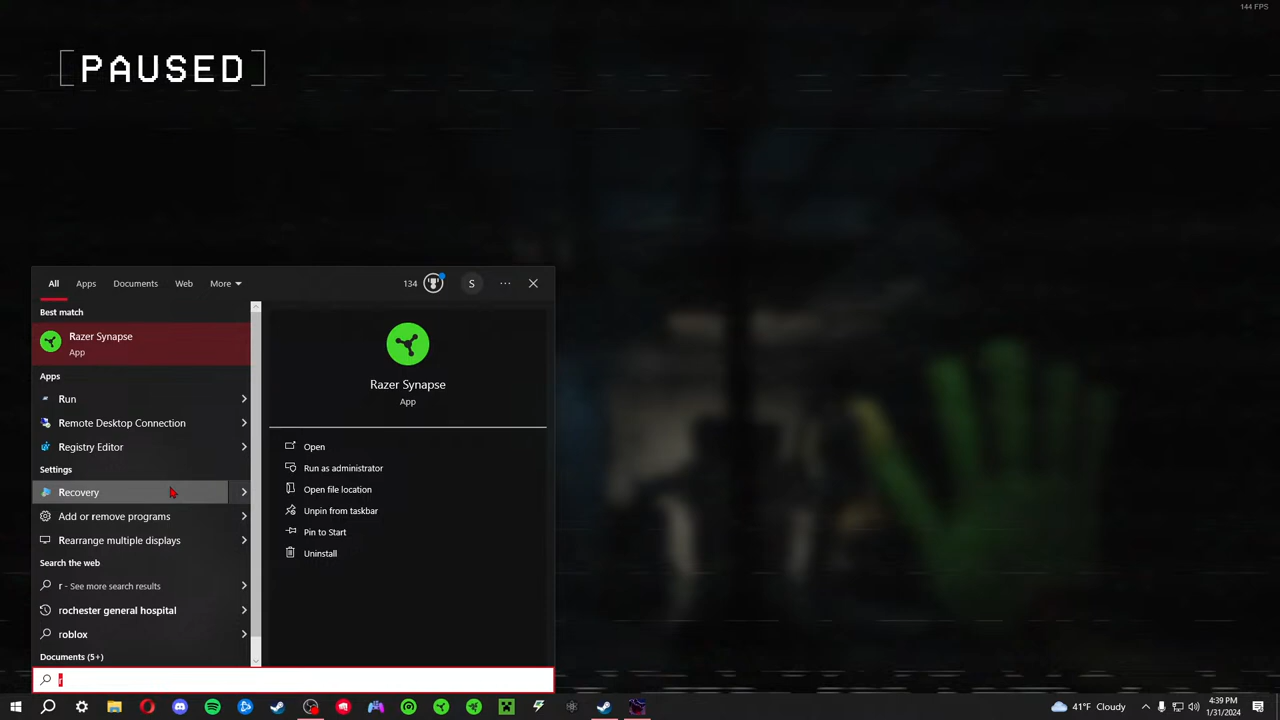 144 FPS
PAUSED
All Apps Documents Web More 134 S ...
Best match
Razer Synapse
App
Apps
Run
Remote Desktop Connection
Registry Editor
Settings
Recovery
Add or remove programs
Rearrange multiple displays
Search the web
r - See more search results
rochester general hospital
roblox
Documents (5+)
Razer Synapse
App
Open
Run as administrator
Open file location
Unpin from taskbar
Pin to Start
Uninstall
r
41°F Cloudy
4:39 PM
1/31/2024